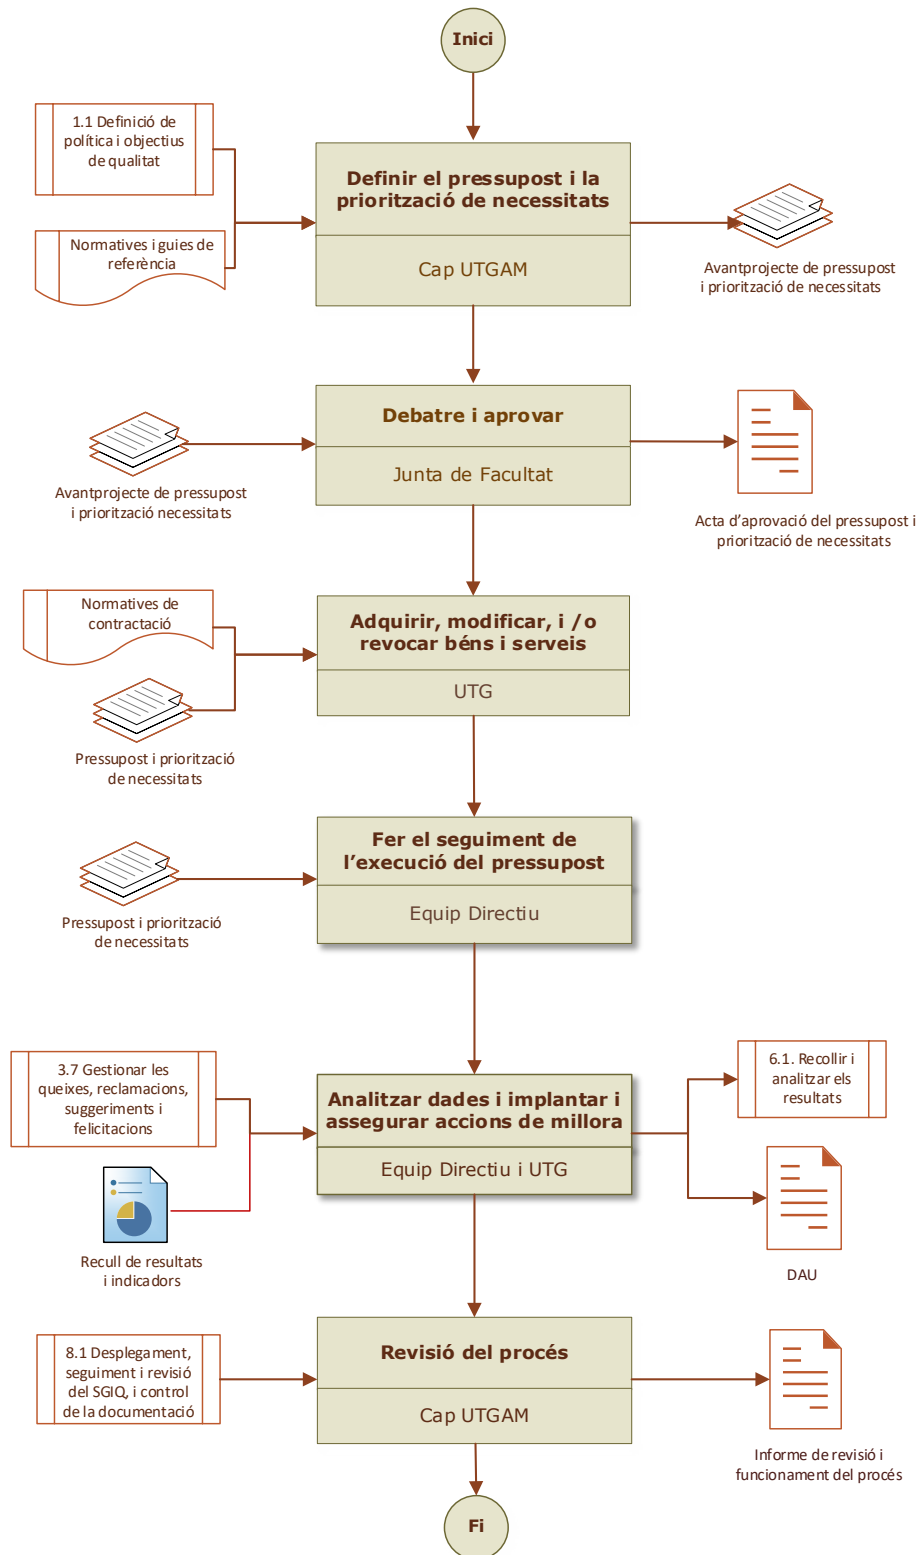 Inici
1.1 Definició de
política i objectius
de qualitat
Normatives i guies de
referència
Definir el pressupost i la
priorització de necessitats
Cap UTGAM
Avantprojecte de pressupost
i priorització de necessitats
Avantprojecte de pressupost
i priorització necessitats
Debatre i aprovar
Junta de Facultat
Acta d’aprovació del pressupost i
priorització de necessitats
Normatives de
contractació
Pressupost i priorització
de necessitats
Adquirir, modificar, i /o
revocar béns i serveis
UTG
Pressupost i priorització
de necessitats
Fer el seguiment de
l’execució del pressupost
Equip Directiu
3.7 Gestionar les
queixes, reclamacions,
suggeriments i
felicitacions
Recull de resultats
i indicadors
Analitzar dades i implantar i
assegurar accions de millora
Equip Directiu i UTG
6.1. Recollir i
analitzar els
resultats
DAU
8.1 Desplegament,
seguiment i revisió
del SGIQ, i control
de la documentació
Revisió del procés
Cap UTGAM
Informe de revisió i
funcionament del procés
Fi